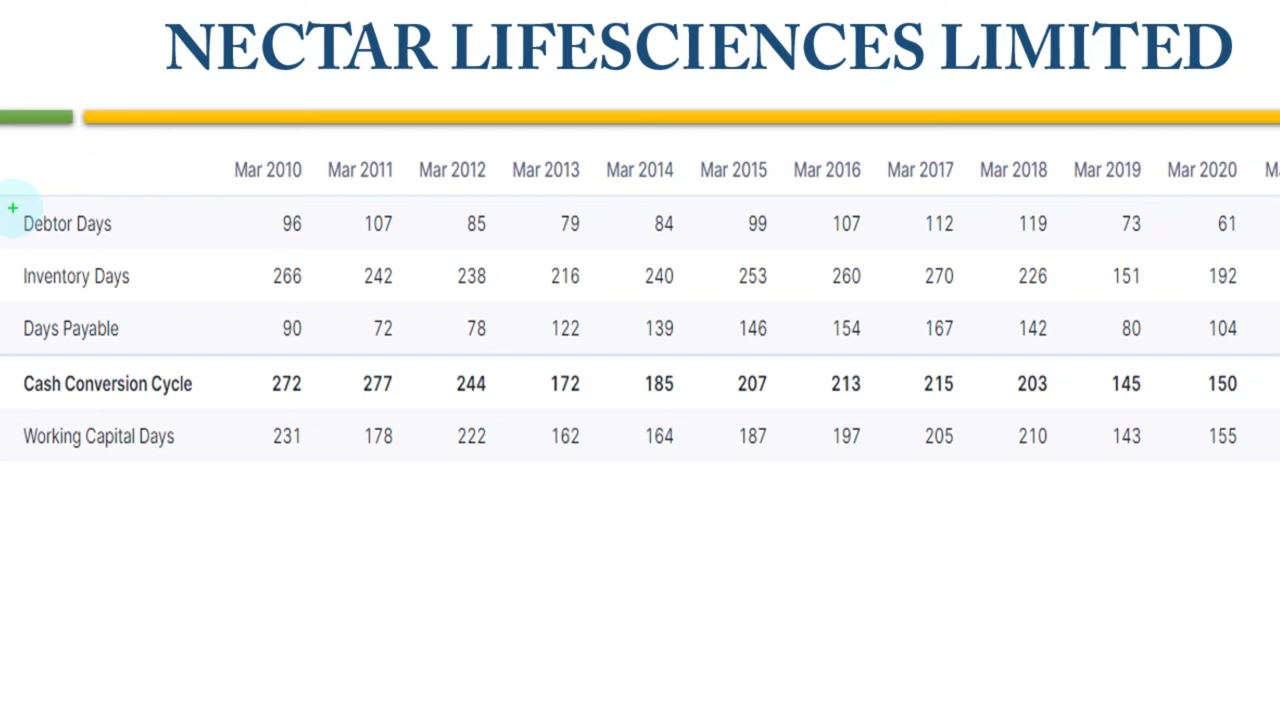 NECTAR LIFESCIENCES LIMITED
Mar 2010 Mar 2011 Mar 2012 Mar 2013 Mar 2014 Mar 2015 Mar 2016 Mar 2017 Mar 2018 Mar 2019 Mar 2020
Debtor Days 96 107 85 79 84 99 107 112 119 73 61
Inventory Days 266 242 238 216 240 253 260 270 226 151 192
Days Payable 90 72 78 122 139 146 154 167 142 80 104
Cash Conversion Cycle 272 277 244 172 185 207 213 215 203 145 150
Working Capital Days 231 178 222 162 164 187 197 205 210 143 155